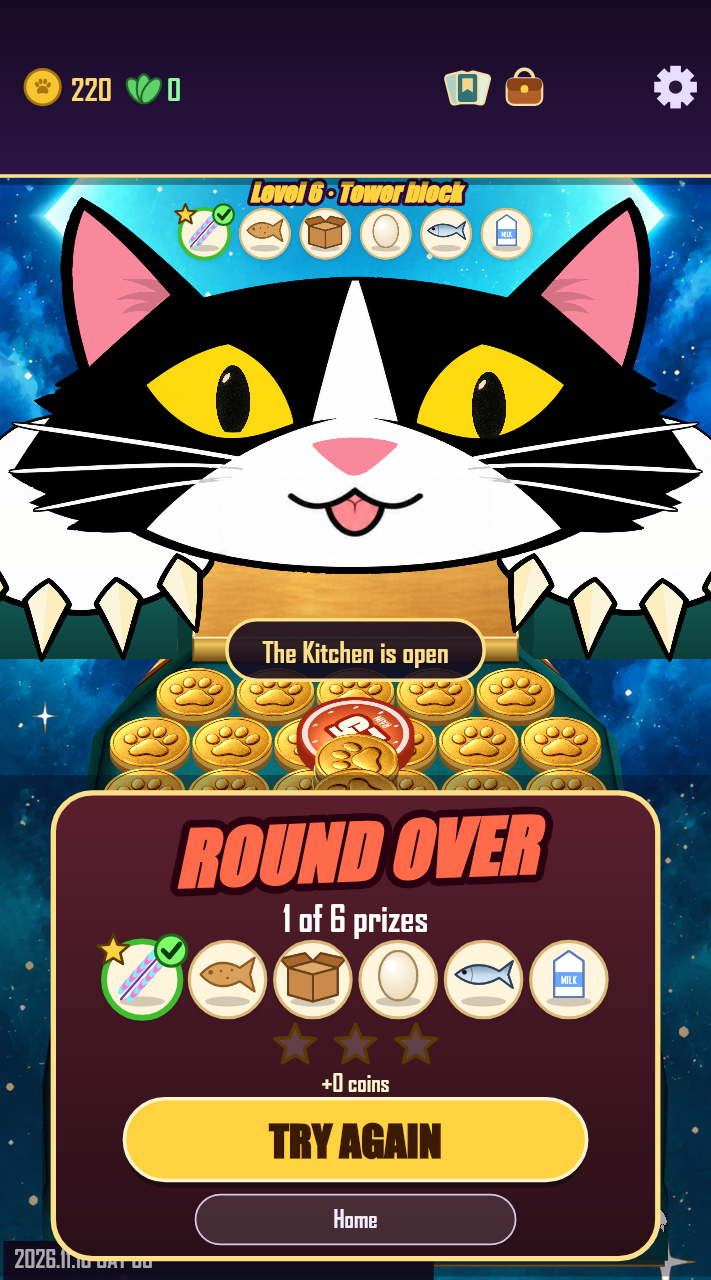 220
0
Level 6 · Tower block
MILK
The Kitchen is open
ROUND OVER
1 of 6 prizes
MILK
+0 coins
TRY AGAIN
Home